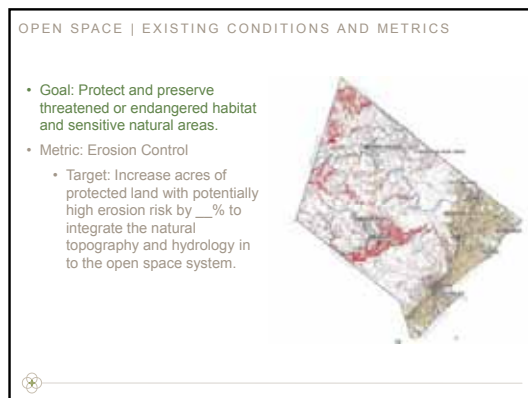 OPEN SPACE | EXISTING CONDITIONS AND METRICS
• Goal: Protect and preserve
threatened or endangered habitat
and sensitive natural areas.
• Metric: Erosion Control
• Target: Increase acres of
protected land with potentially
high erosion risk by __% to
integrate the natural
topography and hydrology in
to the open space system.